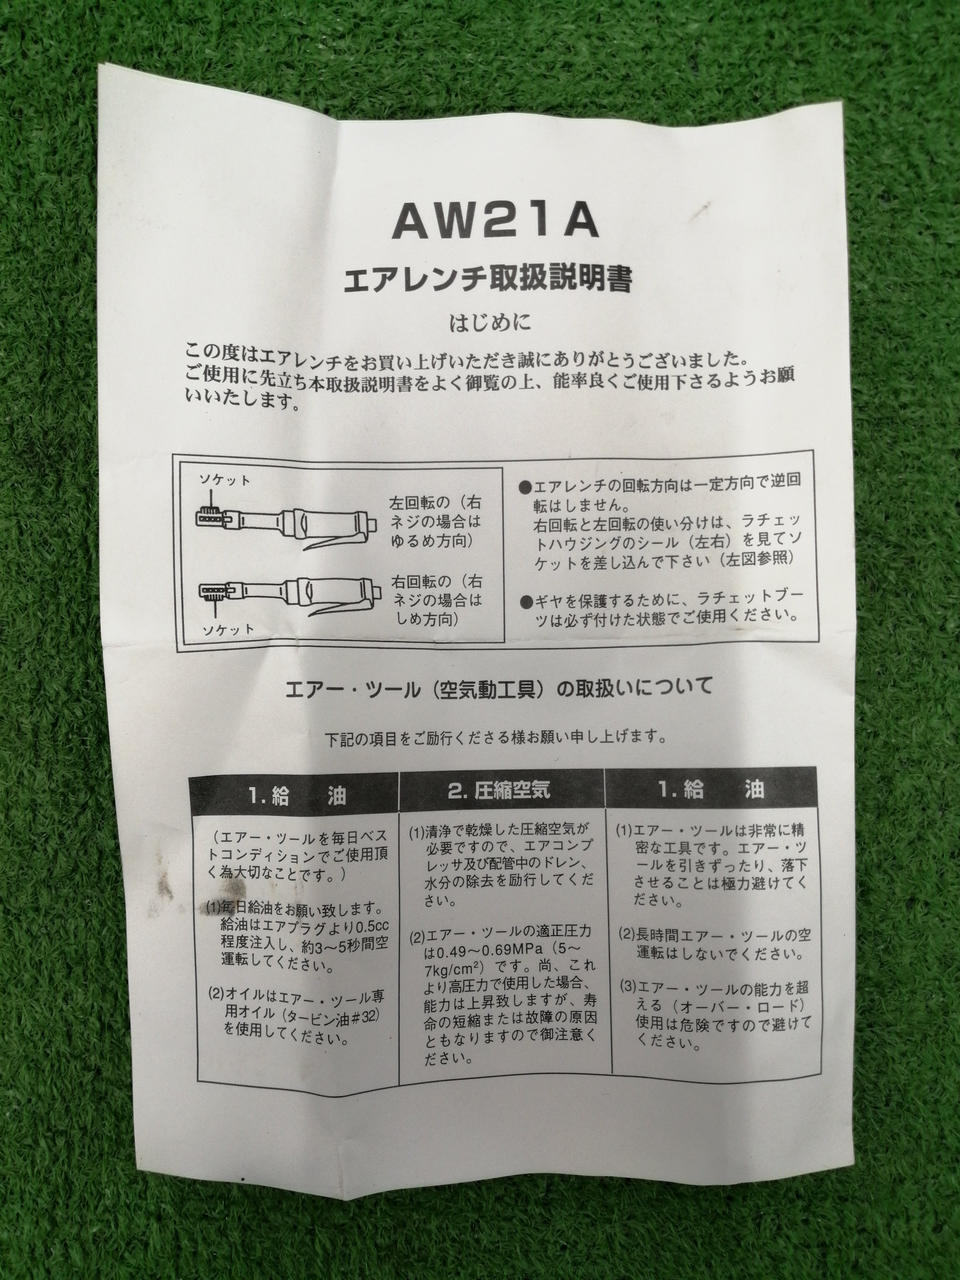 AW21A
エアレンチ取扱説明書
はじめに
この度はエアレンチをお買い上げいただき誠にありがとうございました。
ご使用に先立ち本取扱説明書をよく御覧の上、能率良くご使用下さるようお願
いいたします。
ソケット
左回転の（右
ネジの場合は
ゆるめ方向）
右回転の（右
ネジの場合は
しめ方向）
ソケット
●エアレンチの回転方向は一定方向で逆回
転はしません。
右回転と左回転の使い分けは、ラチェッ
トハウジングのシール（左右）を見てソ
ケットを差し込んで下さい（左図参照）
●ギヤを保護するために、ラチェットブー
ツは必ず付けた状態でご使用ください。
エアー・ツール（空気動工具）の取扱いについて
下記の項目をご励行くださる様お願い申し上げます。
1. 給　油
（エアー・ツールを毎日ベス
トコンディションでご使用頂
く為大切なことです。）
(1)毎日給油をお願い致します。
給油はエアプラグより0.5cc
程度注入し、約3～5秒間空
運転してください。
(2)オイルはエアー・ツール専
用オイル（タービン油＃32）
を使用してください。
2. 圧縮空気
(1)清浄で乾燥した圧縮空気が
必要ですので、エアコンプ
レッサ及び配管中のドレン、
水分の除去を励行してくだ
さい。
(2)エアー・ツールの適正圧力
は0.49～0.69MPa（5～
7kg/cm²）です。尚、これ
より高圧力で使用した場合、
能力は上昇致しますが、寿
命の短縮または故障の原因
ともなりますので御注意く
ださい。
1. 給　油
(1)エアー・ツールは非常に精
密な工具です。エアー・ツ
ールを引きずったり、落下
させることは極力避けてく
ださい。
(2)長時間エアー・ツールの空
運転はしないでください。
(3)エアー・ツールの能力を超
える（オーバー・ロード）
使用は危険ですので避けて
ください。